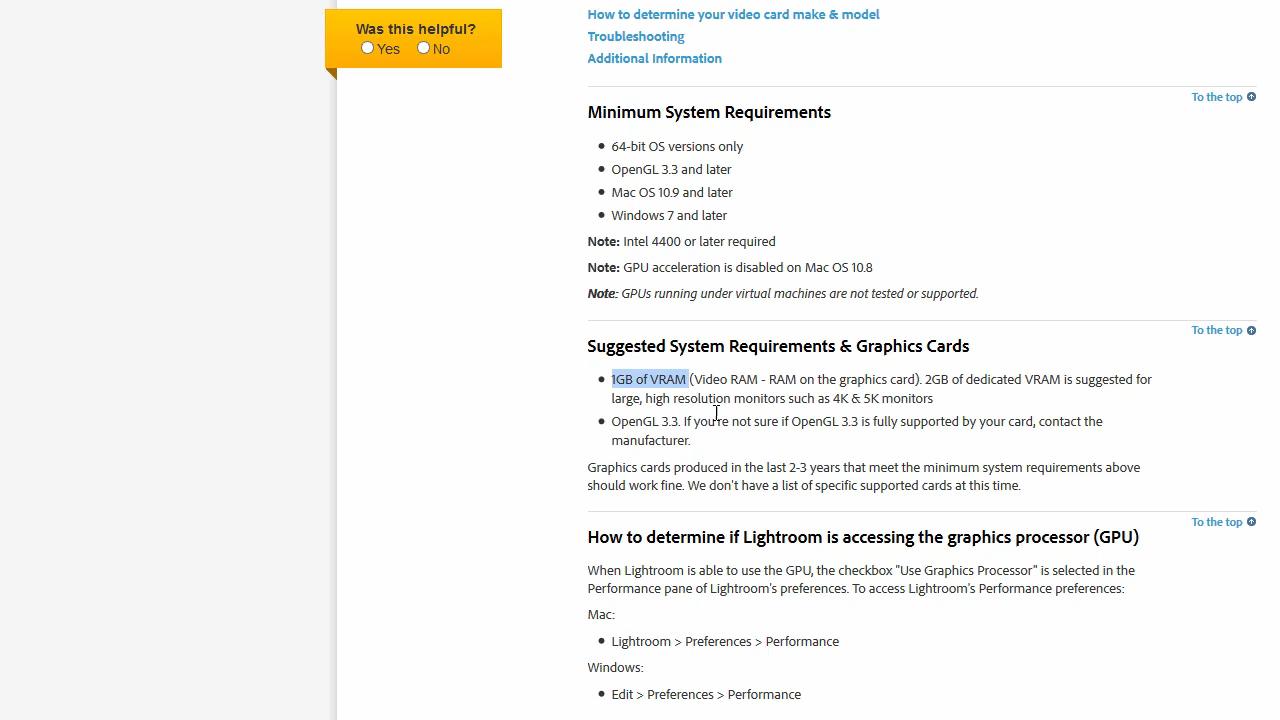 Was this helpful?
Yes No
How to determine your video card make & model
Troubleshooting
Additional Information
To the top
Minimum System Requirements
64-bit OS versions only
OpenGL 3.3 and later
Mac OS 10.9 and later
Windows 7 and later
Note: Intel 4400 or later required
Note: GPU acceleration is disabled on Mac OS 10.8
Note: GPUs running under virtual machines are not tested or supported.
To the top
Suggested System Requirements & Graphics Cards
1GB of VRAM (Video RAM - RAM on the graphics card). 2GB of dedicated VRAM is suggested for
large, high resolution monitors such as 4K & 5K monitors
OpenGL 3.3. If you're not sure if OpenGL 3.3 is fully supported by your card, contact the
manufacturer.
Graphics cards produced in the last 2-3 years that meet the minimum system requirements above
should work fine. We don't have a list of specific supported cards at this time.
To the top
How to determine if Lightroom is accessing the graphics processor (GPU)
When Lightroom is able to use the GPU, the checkbox "Use Graphics Processor" is selected in the
Performance pane of Lightroom's preferences. To access Lightroom's Performance preferences:
Mac:
Lightroom > Preferences > Performance
Windows:
Edit > Preferences > Performance